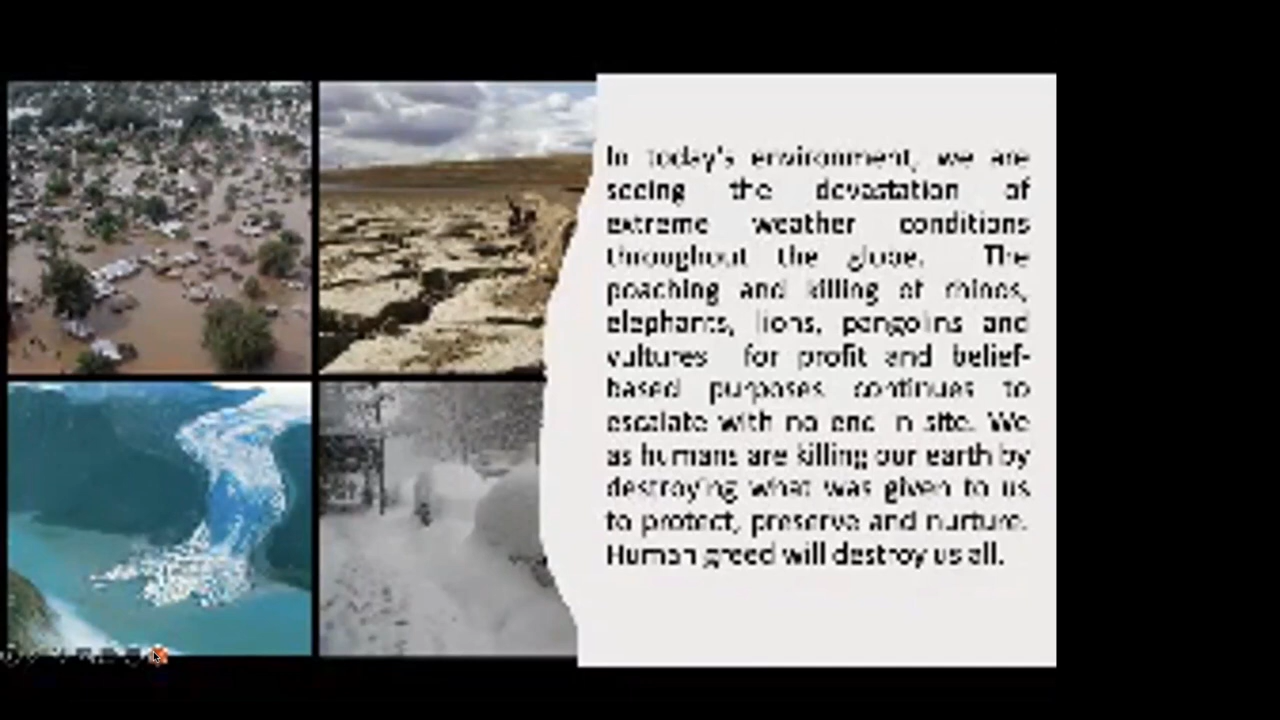 In today's environment, we are
seeing the devastation of
extreme weather conditions
throughout the globe. The
poaching and killing of rhinos,
elephants, lions, pangolins and
vultures for profit and belief-
based purposes continues to
escalate with no end in site. We
as humans are killing our earth by
destroying what was given to us
to protect, preserve and nurture.
Human greed will destroy us all.